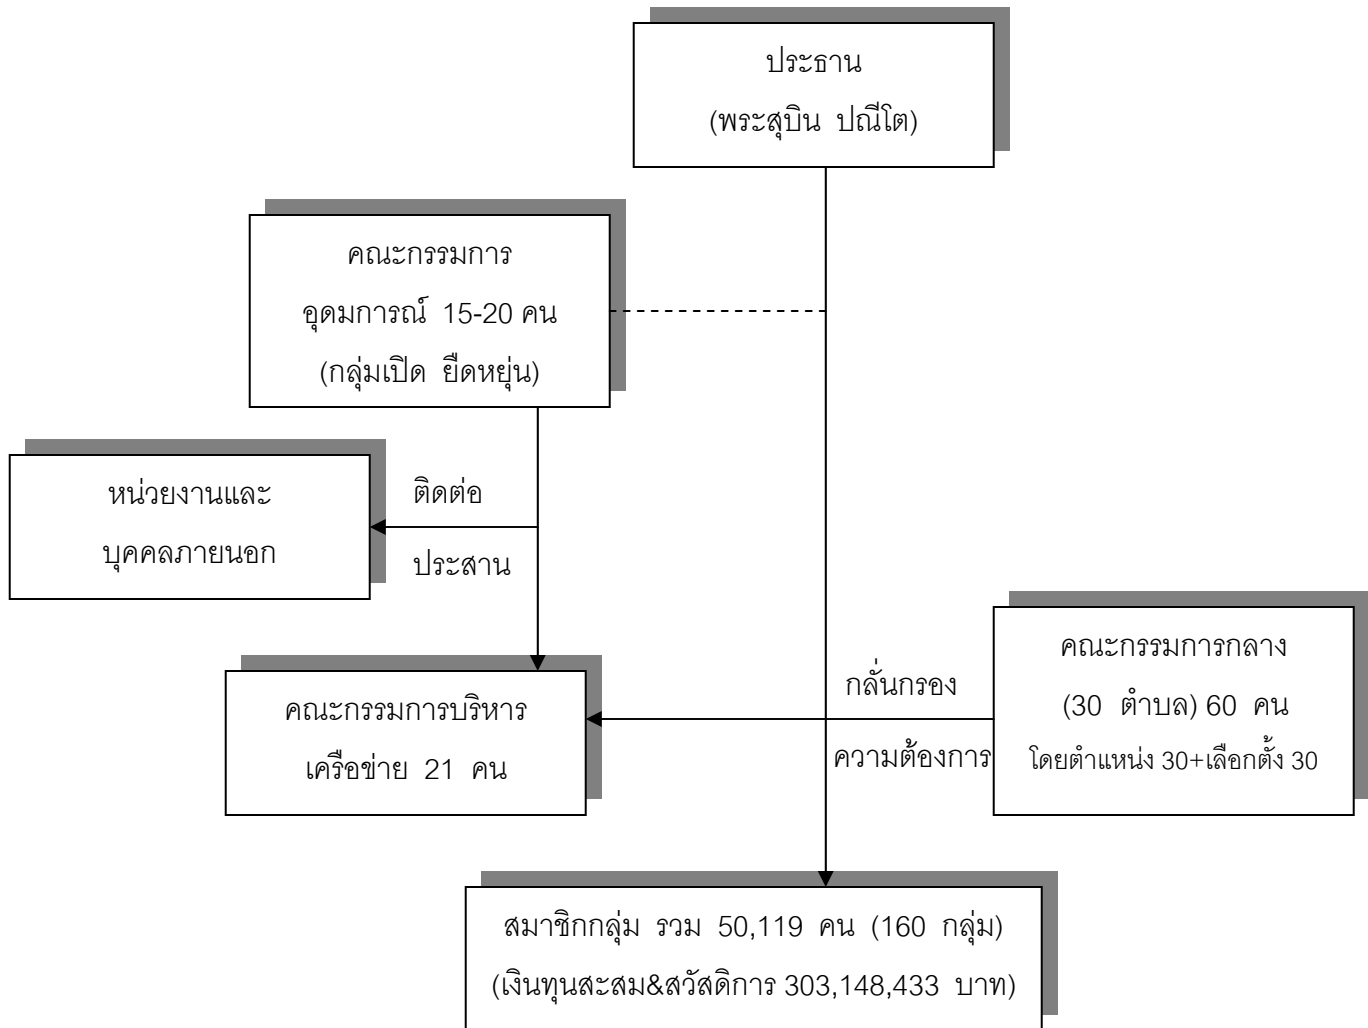 ประธาน
(พระสุบิน ปณีโต)
คณะกรรมการ
อุดมการณ์ 15-20 คน
(กลุ่มเปิด ยืดหยุ่น)
หน่วยงานและ
บุคคลภายนอก
ติดต่อ
ประสาน
คณะกรรมการกลาง
(30 ตำบล) 60 คน
โดยตำแหน่ง 30+เลือกตั้ง 30
กลั่นกรอง
ความต้องการ
คณะกรรมการบริหาร
เครือข่าย 21 คน
สมาชิกกลุ่ม รวม 50,119 คน (160 กลุ่ม)
(เงินทุนสะสม&สวัสดิการ 303,148,433 บาท)